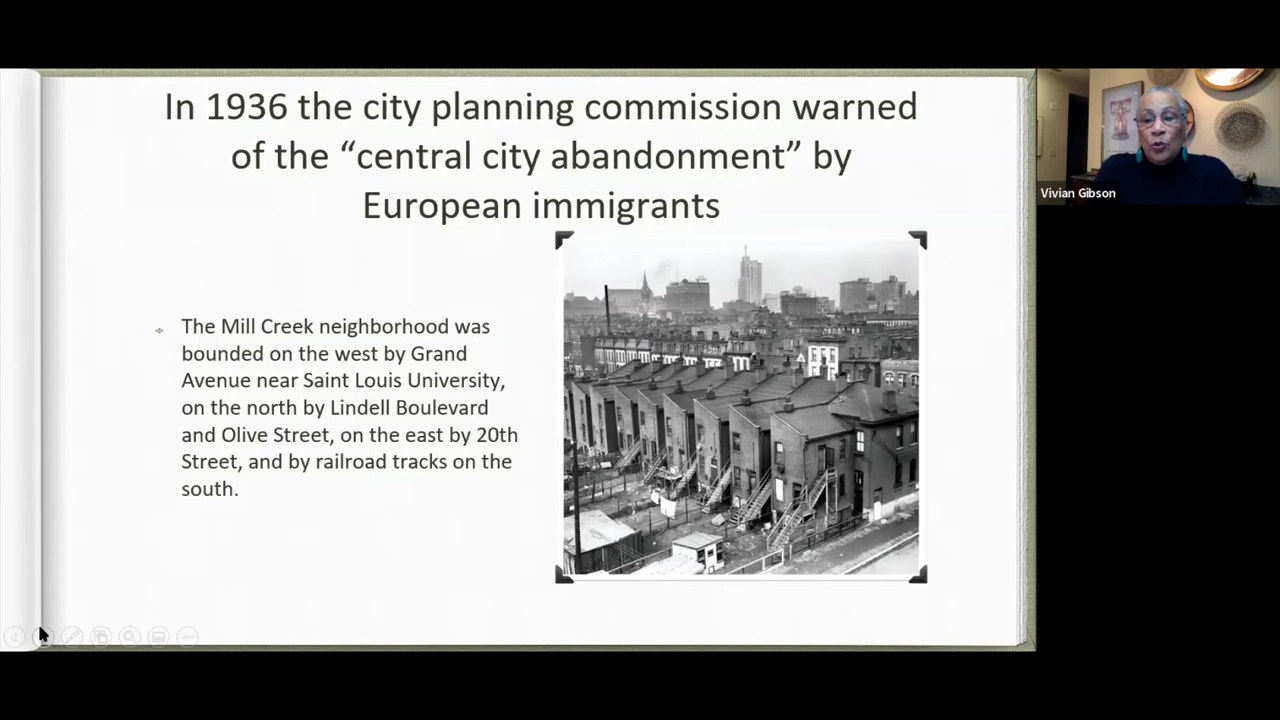 In 1936 the city planning commission warned
of the “central city abandonment” by
European immigrants
The Mill Creek neighborhood was
bounded on the west by Grand
Avenue near Saint Louis University,
on the north by Lindell Boulevard
and Olive Street, on the east by 20th
Street, and by railroad tracks on the
south.
Vivian Gibson